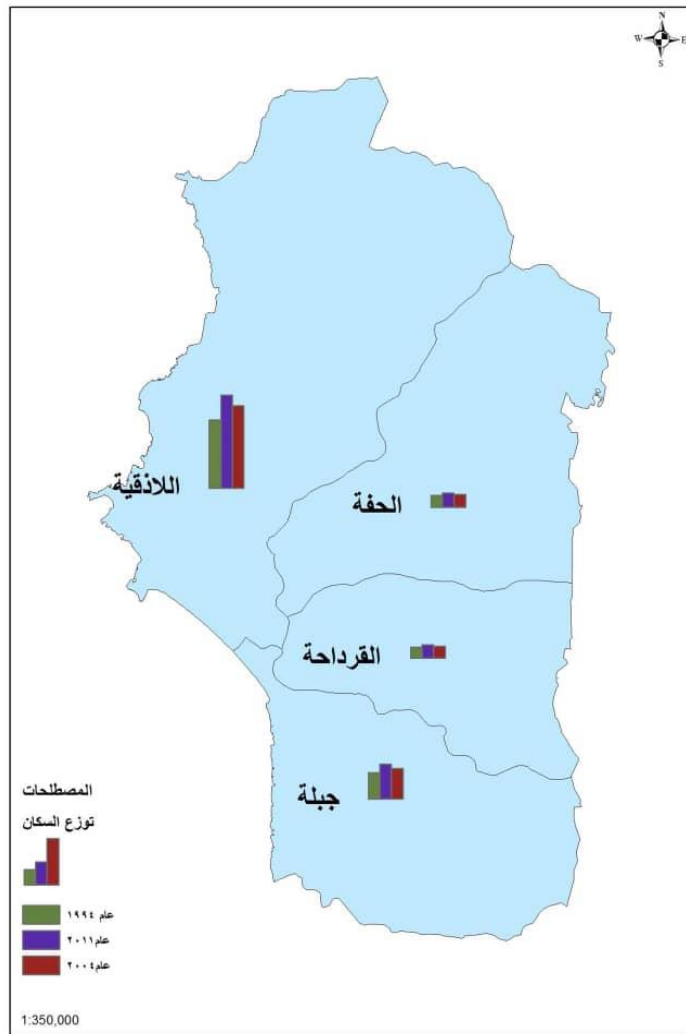 N
W E
S
اللاذقية
الحفة
القرداحة
جبلة
المصطلحات
توزع السكان
عام ١٩٩٤
عام٢٠١١
عام٢٠٠٤
1:350,000